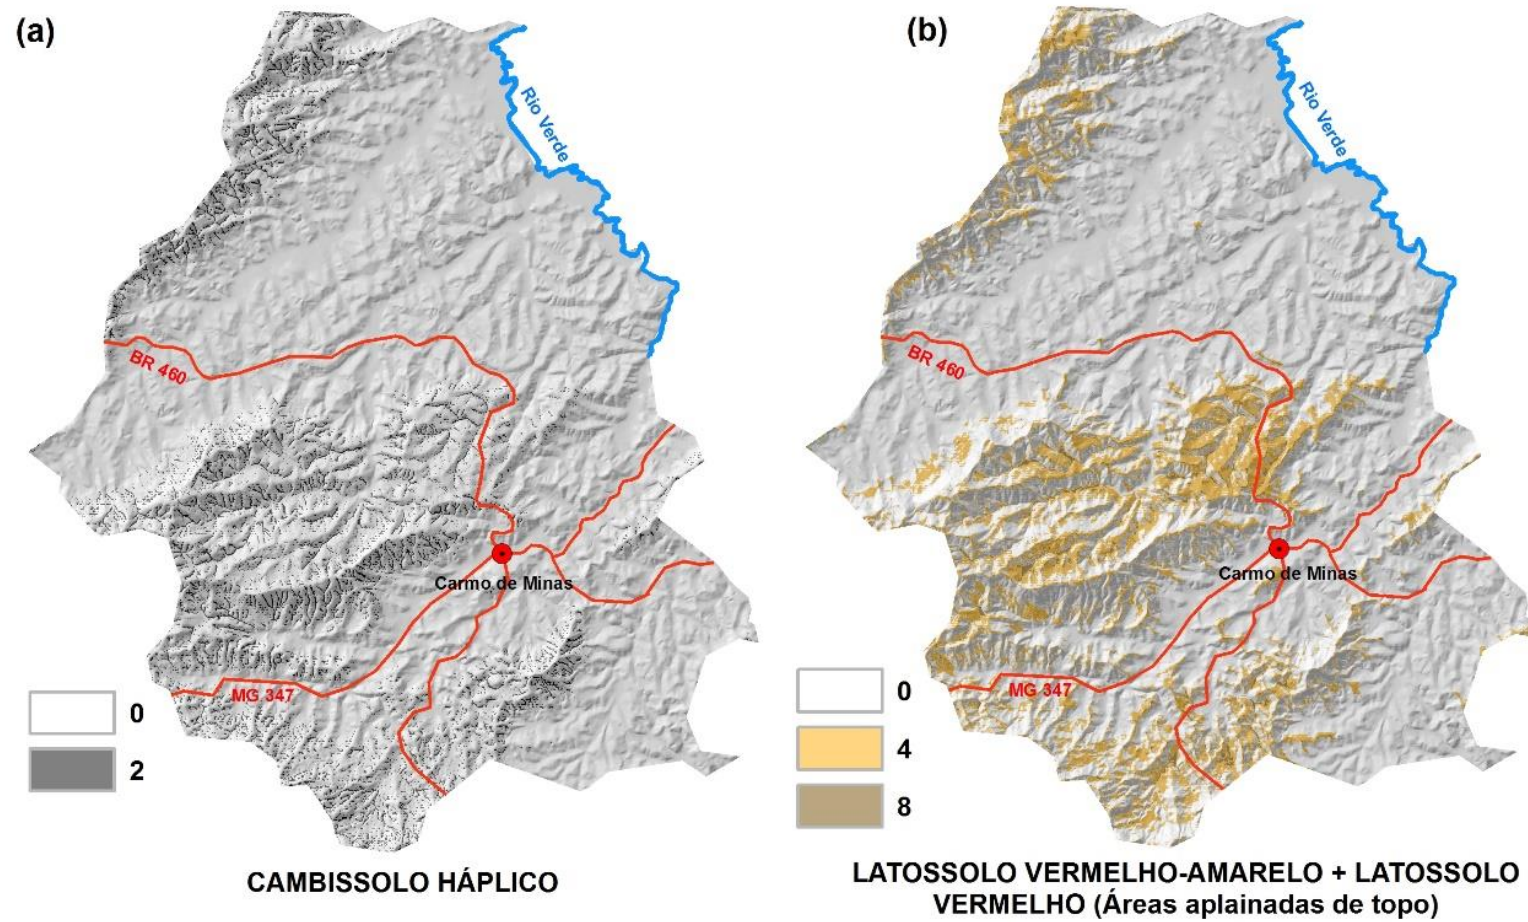 (a)
Rio Verde
BR 460
Carmo de Minas
MG 347
0
2
CAMBISSOLO HÁPLICO
(b)
Rio Verde
BR 460
Carmo de Minas
MG 347
0
4
8
LATOSSOLO VERMELHO-AMARELO + LATOSSOLO
VERMELHO (Áreas aplainadas de topo)